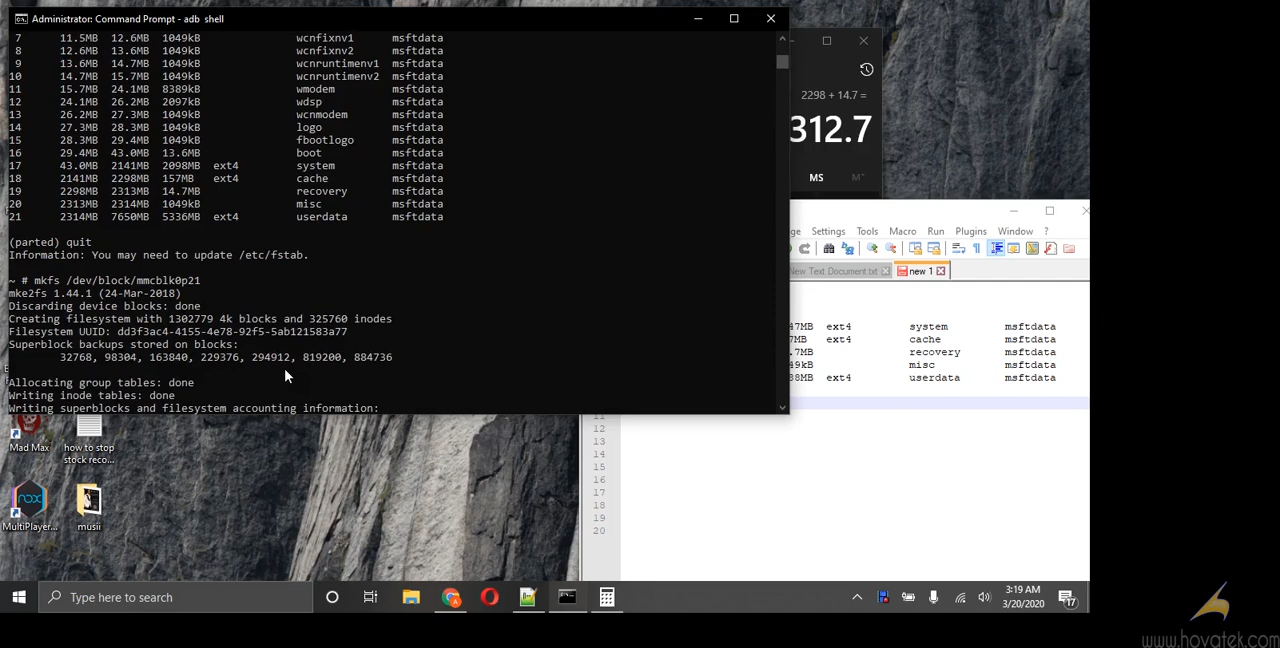 Administrator: Command Prompt - adb shell
7 11.5MB 12.6MB 1049kB wcnfixnv1 msftdata
8 12.6MB 13.6MB 1049kB wcnfixnv2 msftdata
9 13.6MB 14.7MB 1049kB wcnruntimenv1 msftdata
10 14.7MB 15.7MB 1049kB wcnruntimenv2 msftdata
11 15.7MB 24.1MB 8389kB wmodem msftdata
12 24.1MB 26.2MB 2097kB wdsp msftdata
13 26.2MB 27.3MB 1049kB wcnmodem msftdata
14 27.3MB 28.3MB 1049kB logo msftdata
15 28.3MB 29.4MB 1049kB fbootlogo msftdata
16 29.4MB 43.0MB 13.6MB boot msftdata
17 43.0MB 2141MB 2098MB ext4 system msftdata
18 2141MB 2298MB 157MB ext4 cache msftdata
19 2298MB 2313MB 14.7MB recovery msftdata
20 2313MB 2314MB 1049kB misc msftdata
21 2314MB 7650MB 5336MB ext4 userdata msftdata
(parted) quit
Information: You may need to update /etc/fstab.
~ # mkfs /dev/block/mmcblk0p21
mke2fs 1.44.1 (24-Mar-2018)
Discarding device blocks: done
Creating filesystem with 1302779 4k blocks and 325760 inodes
Filesystem UUID: dd3f3ac4-4155-4e78-92f5-5ab121583a77
Superblock backups stored on blocks:
32768, 98304, 163840, 229376, 294912, 819200, 884736
Allocating group tables: done
Writing inode tables: done
Writing superblocks and filesystem accounting information:
2298 + 14.7 =
312.7
MS M˅
ge Settings Tools Macro Run Plugins Window ?
New Text Document.txt new 1
47MB ext4 system msftdata
7MB ext4 cache msftdata
.7MB recovery msftdata
49kB misc msftdata
88MB ext4 userdata msftdata
11
12
13
14
15
16
17
18
19
20
Mad Max
how to stop
stock reco...
nox
MultiPlayer...
musii
Type here to search
3:19 AM
3/20/2020
17
www.hovatek.com